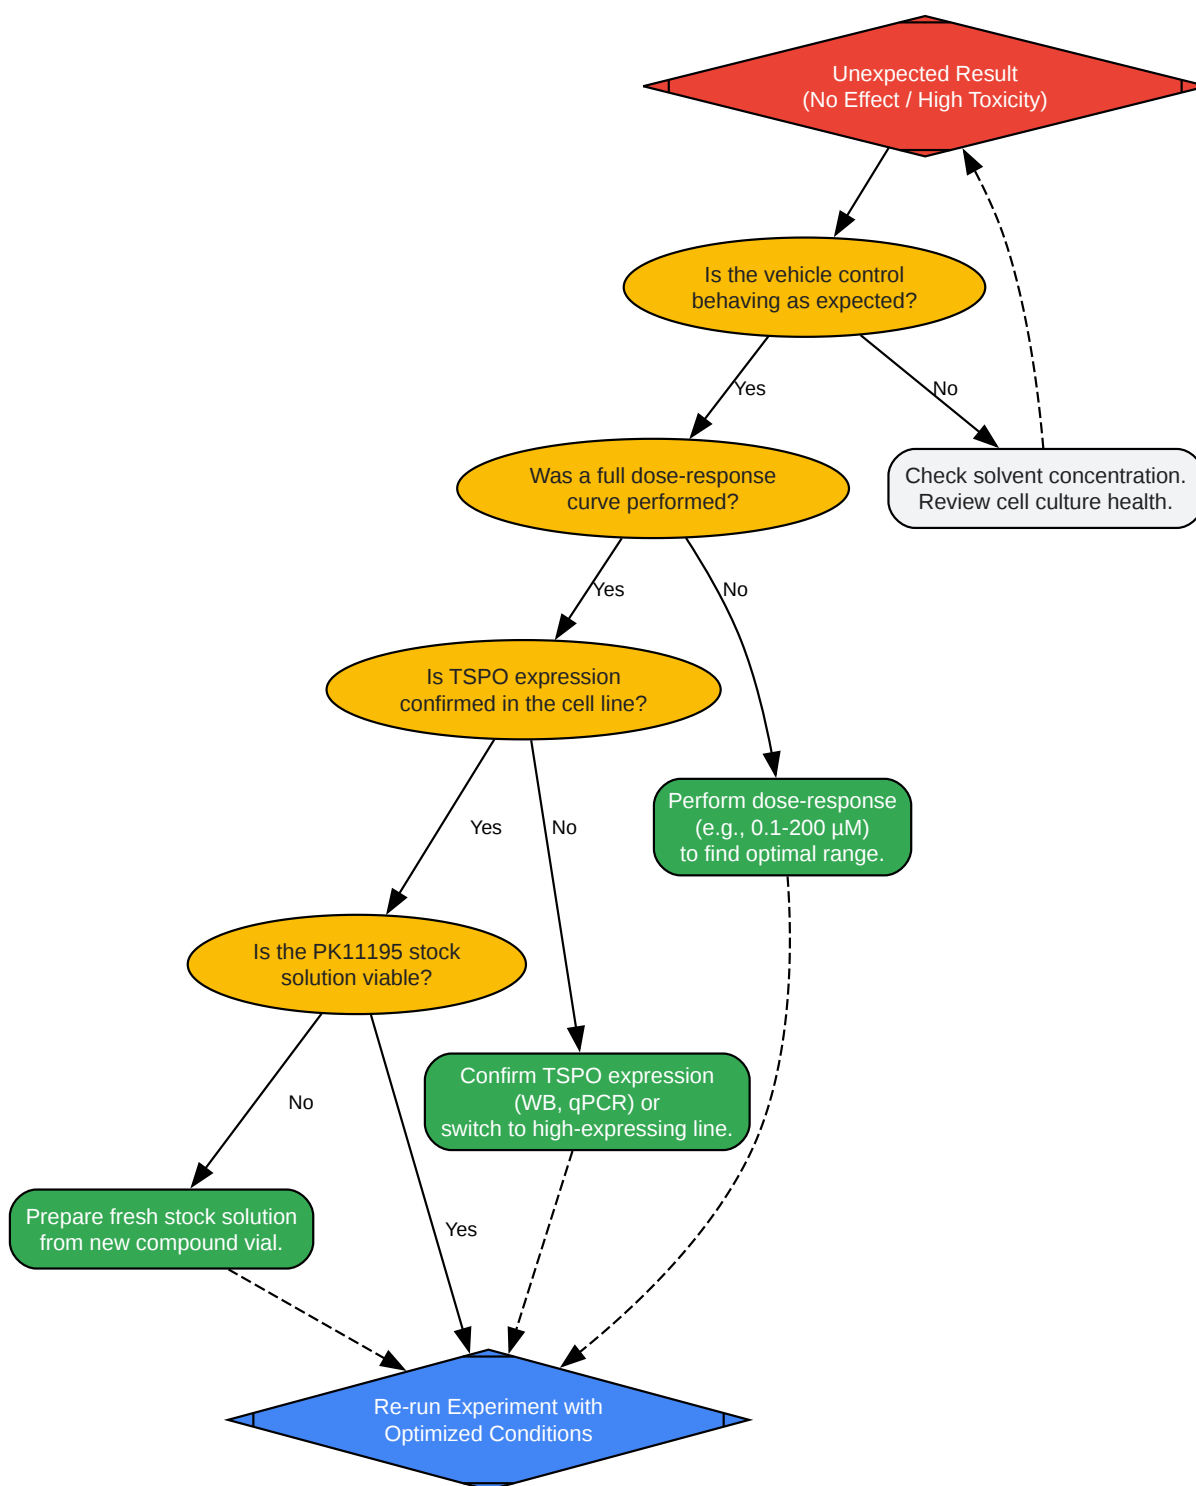 Unexpected Result
(No Effect / High Toxicity)
Is the vehicle control
behaving as expected?
Yes
No
Was a full dose-response
curve performed?
Check solvent concentration.
Review cell culture health.
Yes
No
Is TSPO expression
confirmed in the cell line?
Perform dose-response
(e.g., 0.1-200 µM)
to find optimal range.
Yes
No
Is the PK11195 stock
solution viable?
Confirm TSPO expression
(WB, qPCR) or
switch to high-expressing line.
No
Yes
Prepare fresh stock solution
from new compound vial.
Re-run Experiment with
Optimized Conditions